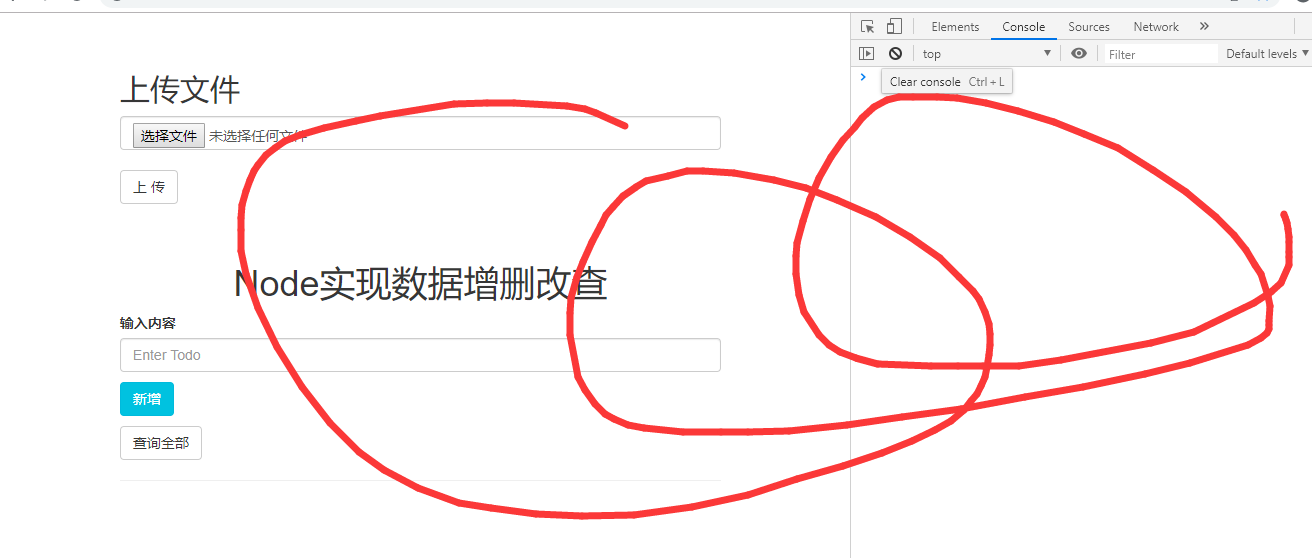 Elements Console Sources Network »
top Filter Default levels
Clear console Ctrl + L
上传文件
选择文件 未选择任何文件
上 传
Node实现数据增删改查
输入内容
Enter Todo
新增
查询全部